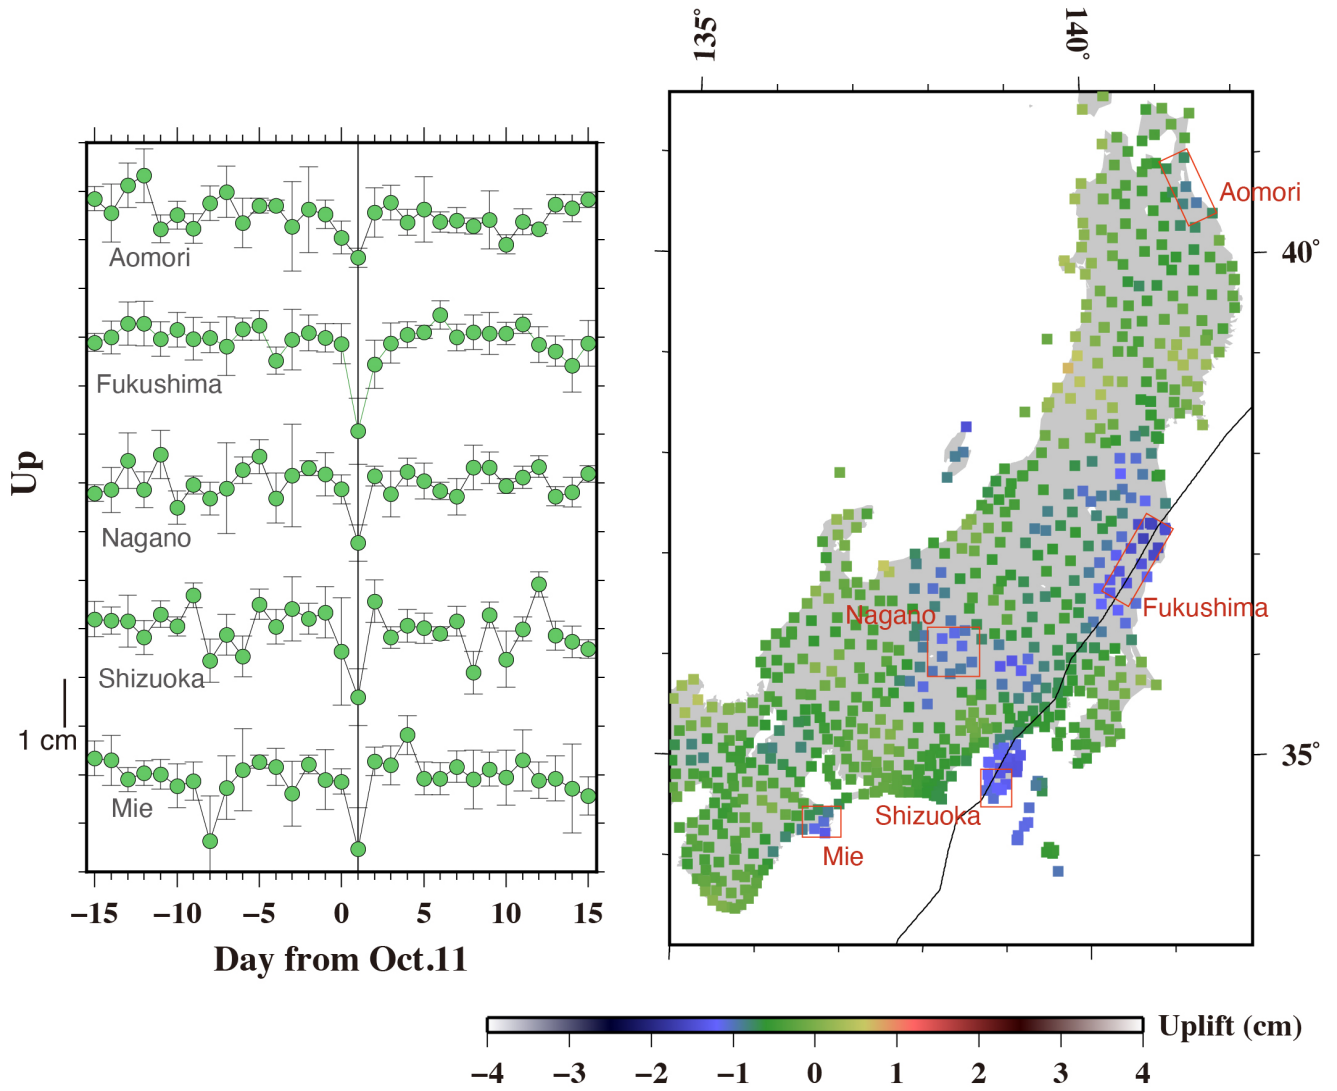 135°
140°
Aomori
40°
Aomori
Fukushima
Up
Nagano
Fukushima
Nagano
Shizuoka
1 cm
35°
Mie
Shizuoka
Mie
−15 −10 −5 0 5 10 15
Day from Oct.11
Uplift (cm)
−4 −3 −2 −1 0 1 2 3 4